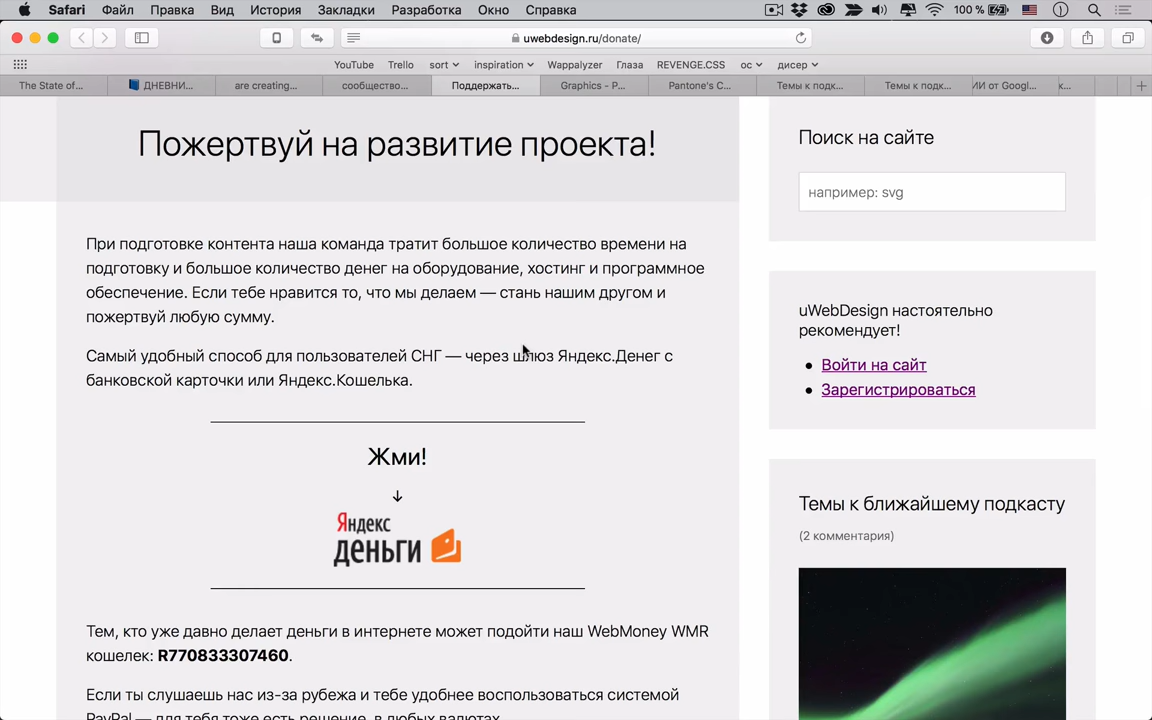 Safari Файл Правка Вид История Закладки Разработка Окно Справка 100 %
uwebdesign.ru/donate/
YouTube Trello sort inspiration Wappalyzer Глаза REVENGE.CSS ос дисер
The State of... ДНЕВНИ... are creating... сообщество... Поддержать... Graphics - P... Pantone's C... Темы к подк... Темы к подк... ИИ от Googl... к...
Пожертвуй на развитие проекта!
При подготовке контента наша команда тратит большое количество времени на
подготовку и большое количество денег на оборудование, хостинг и программное
обеспечение. Если тебе нравится то, что мы делаем — стань нашим другом и
пожертвуй любую сумму.
Самый удобный способ для пользователей СНГ — через шлюз Яндекс.Денег с
банковской карточки или Яндекс.Кошелька.
Жми!
↓
Яндекс
деньги
Тем, кто уже давно делает деньги в интернете может подойти наш WebMoney WMR
кошелек: R770833307460.
Если ты слушаешь нас из-за рубежа и тебе удобнее воспользоваться системой
PayPal — для тебя тоже есть решение, в любых валютах.
Поиск на сайте
например: svg
uWebDesign настоятельно
рекомендует!
Войти на сайт
Зарегистрироваться
Темы к ближайшему подкасту
(2 комментария)